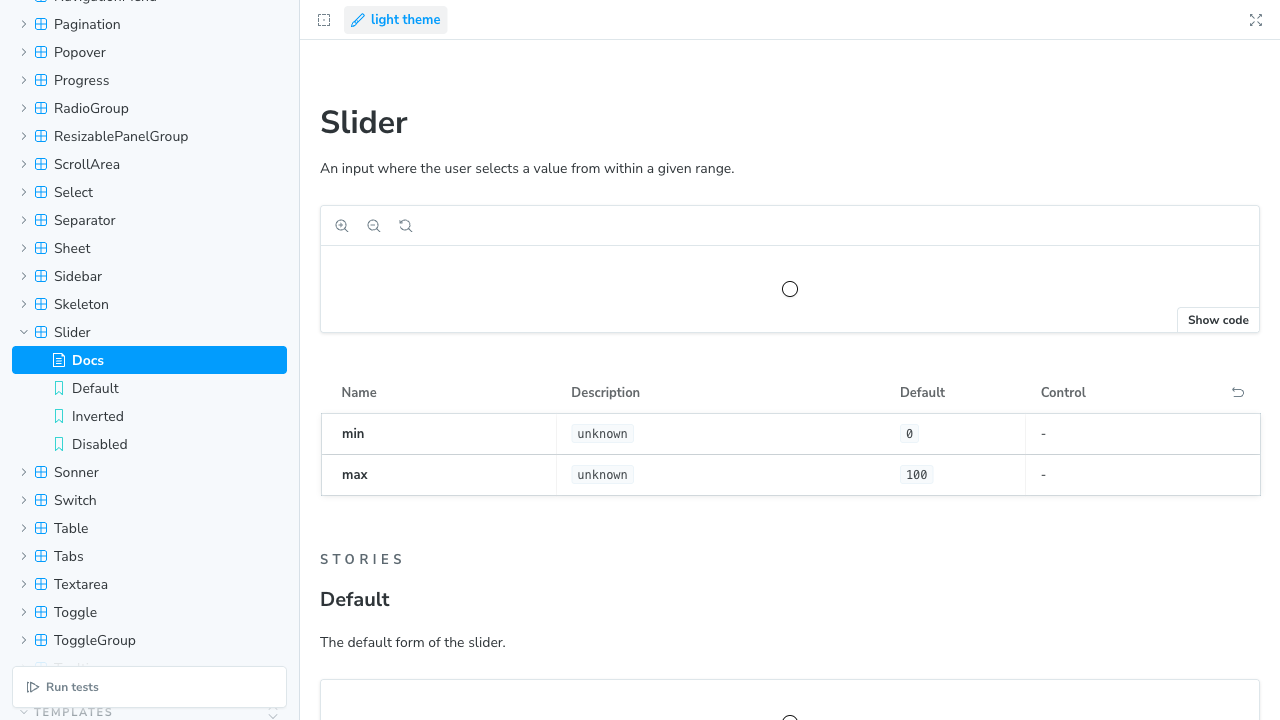 Pagination
Popover
Progress
RadioGroup
ResizablePanelGroup
ScrollArea
Select
Separator
Sheet
Sidebar
Skeleton
Slider
Docs
Default
Inverted
Disabled
Sonner
Switch
Table
Tabs
Textarea
Toggle
ToggleGroup
Run tests
TEMPLATES
light theme
Slider
An input where the user selects a value from within a given range.
Show code
Name Description Default Control
min unknown 0 -
max unknown 100 -
STORIES
Default
The default form of the slider.